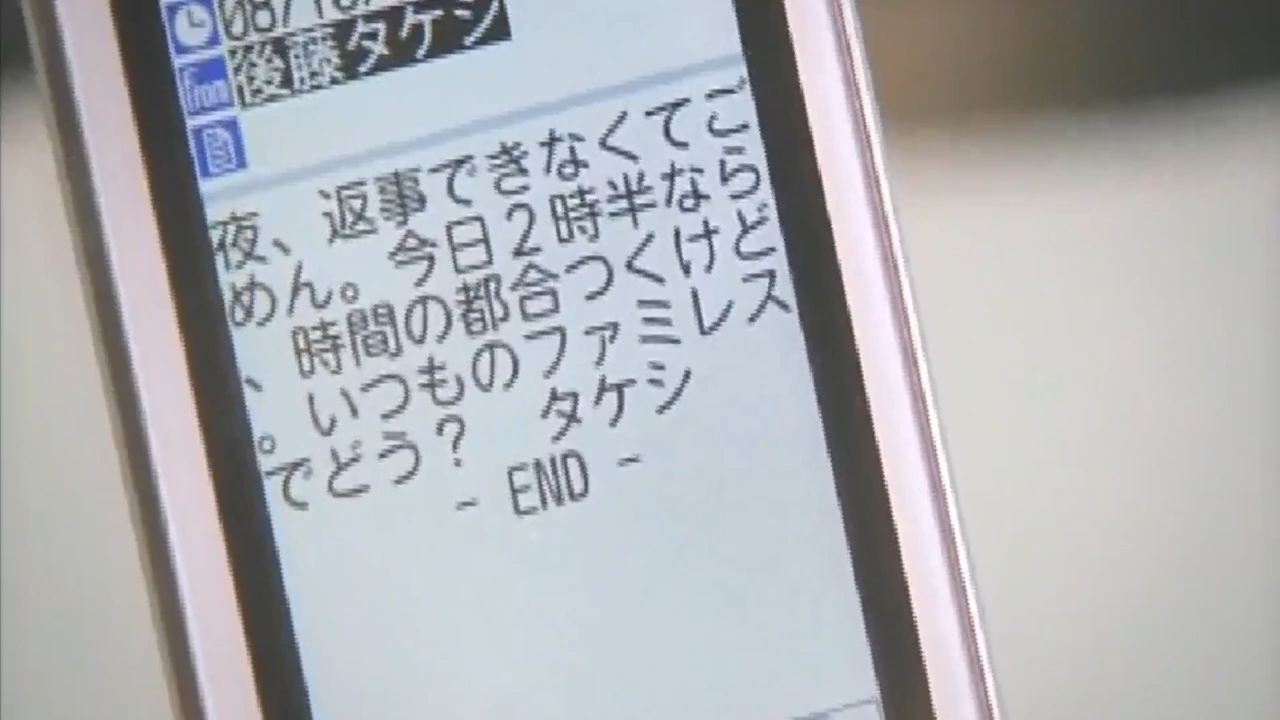 後藤タケシ
from
夜、返事できなくてご
めん。今日2時半なら
、時間の都合つくけど
。いつものファミレス
でどう? タケシ
- END -